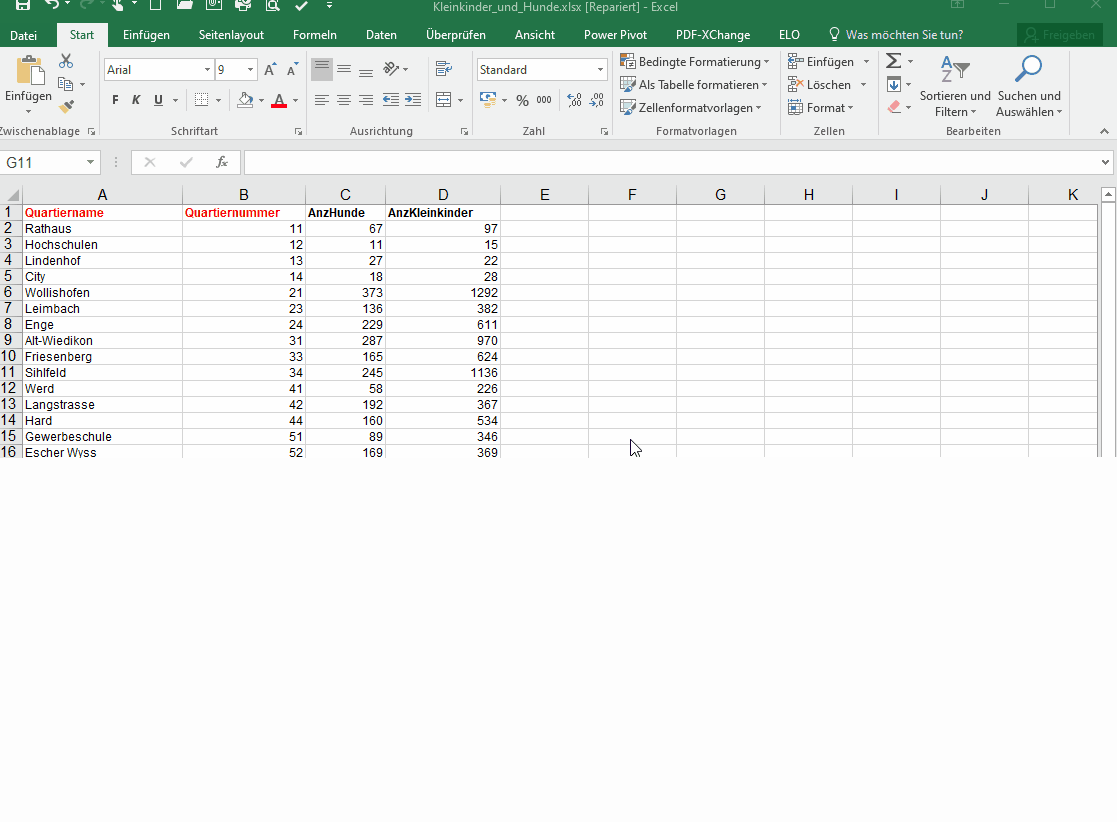 Kleinkinder_und_Hunde.xlsx [Repariert] - Excel
Datei Start Einfügen Seitenlayout Formeln Daten Überprüfen Ansicht Power Pivot PDF-XChange ELO Was möchten Sie tun? Freigeben
Arial 9 Standard Bedingte Formatierung Einfügen
Als Tabelle formatieren Löschen
Einfügen F K U A % 000 Zellenformatvorlagen Format Sortieren und Filtern Suchen und Auswählen
Zwischenablage Schriftart Ausrichtung Zahl Formatvorlagen Zellen Bearbeiten
G11 fx
A B C D E F G H I J K
1 Quartiername Quartiernummer AnzHunde AnzKleinkinder
2 Rathaus 11 67 97
3 Hochschulen 12 11 15
4 Lindenhof 13 27 22
5 City 14 18 28
6 Wollishofen 21 373 1292
7 Leimbach 23 136 382
8 Enge 24 229 611
9 Alt-Wiedikon 31 287 970
10 Friesenberg 33 165 624
11 Sihlfeld 34 245 1136
12 Werd 41 58 226
13 Langstrasse 42 192 367
14 Hard 44 160 534
15 Gewerbeschule 51 89 346
16 Escher Wyss 52 169 369